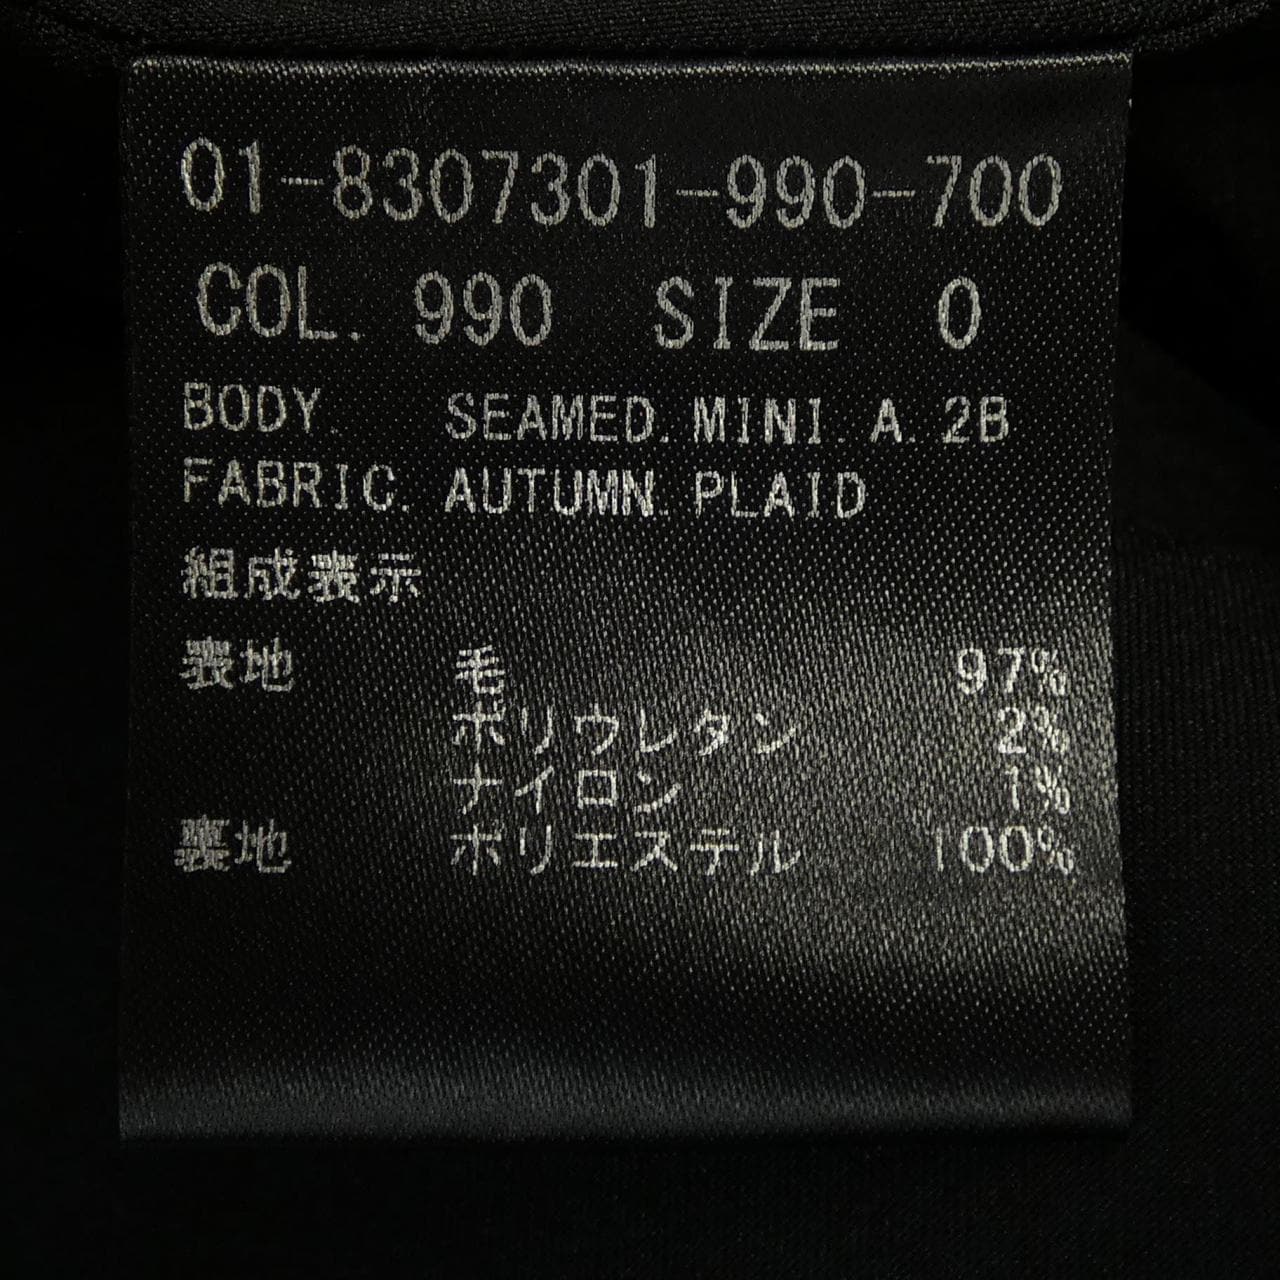 01-8307301-990-700
COL. 990 SIZE 0
BODY. SEAMED.MINI.A.2B
FABRIC. AUTUMN.PLAID
組成表示
表地 毛 97%
ポリウレタン 2%
ナイロン 1%
裏地 ポリエステル 100%